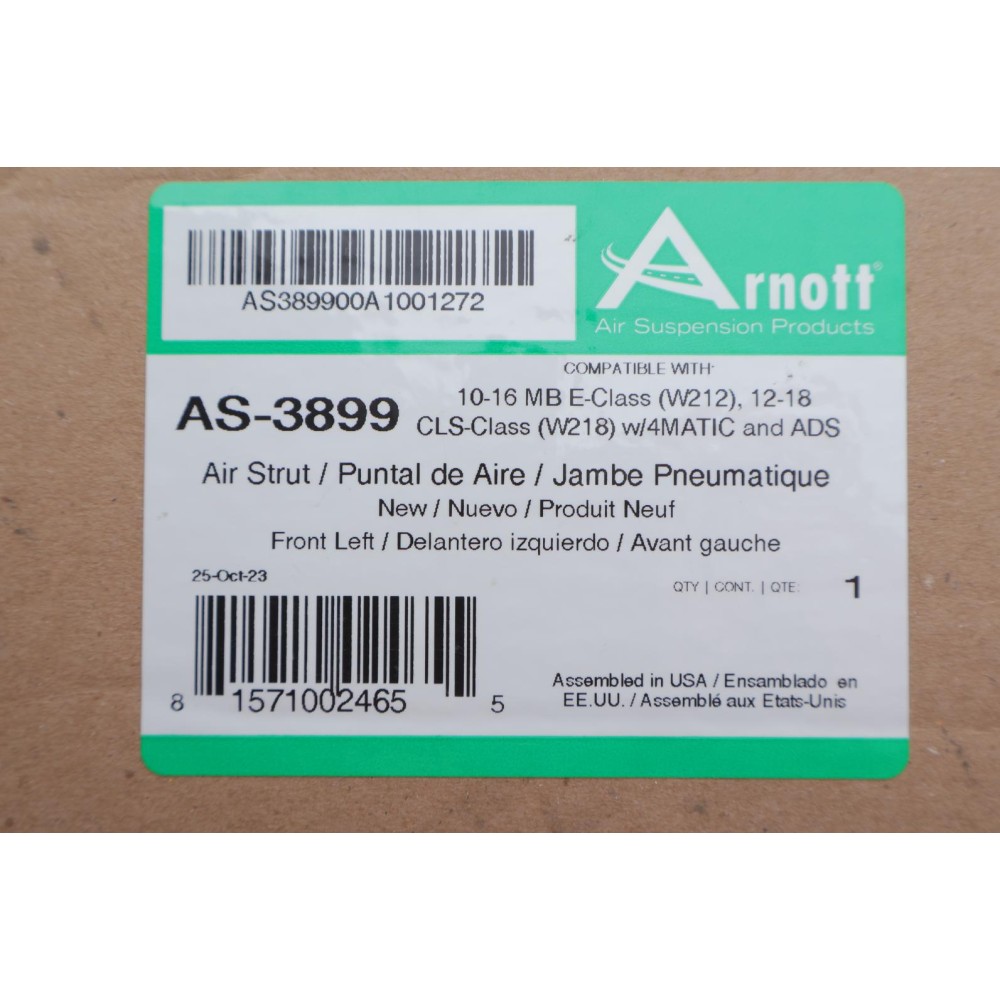 AS389900A1001272
Arnott®
Air Suspension Products
COMPATIBLE WITH:
AS-3899
10-16 MB E-Class (W212), 12-18
CLS-Class (W218) w/4MATIC and ADS
Air Strut / Puntal de Aire / Jambe Pneumatique
New / Nuevo / Produit Neuf
Front Left / Delantero izquierdo / Avant gauche
25-Oct-23
QTY | CONT. | QTE: 1
8 1571002465 5
Assembled in USA / Ensamblado en
EE.UU. / Assemblé aux Etats-Unis